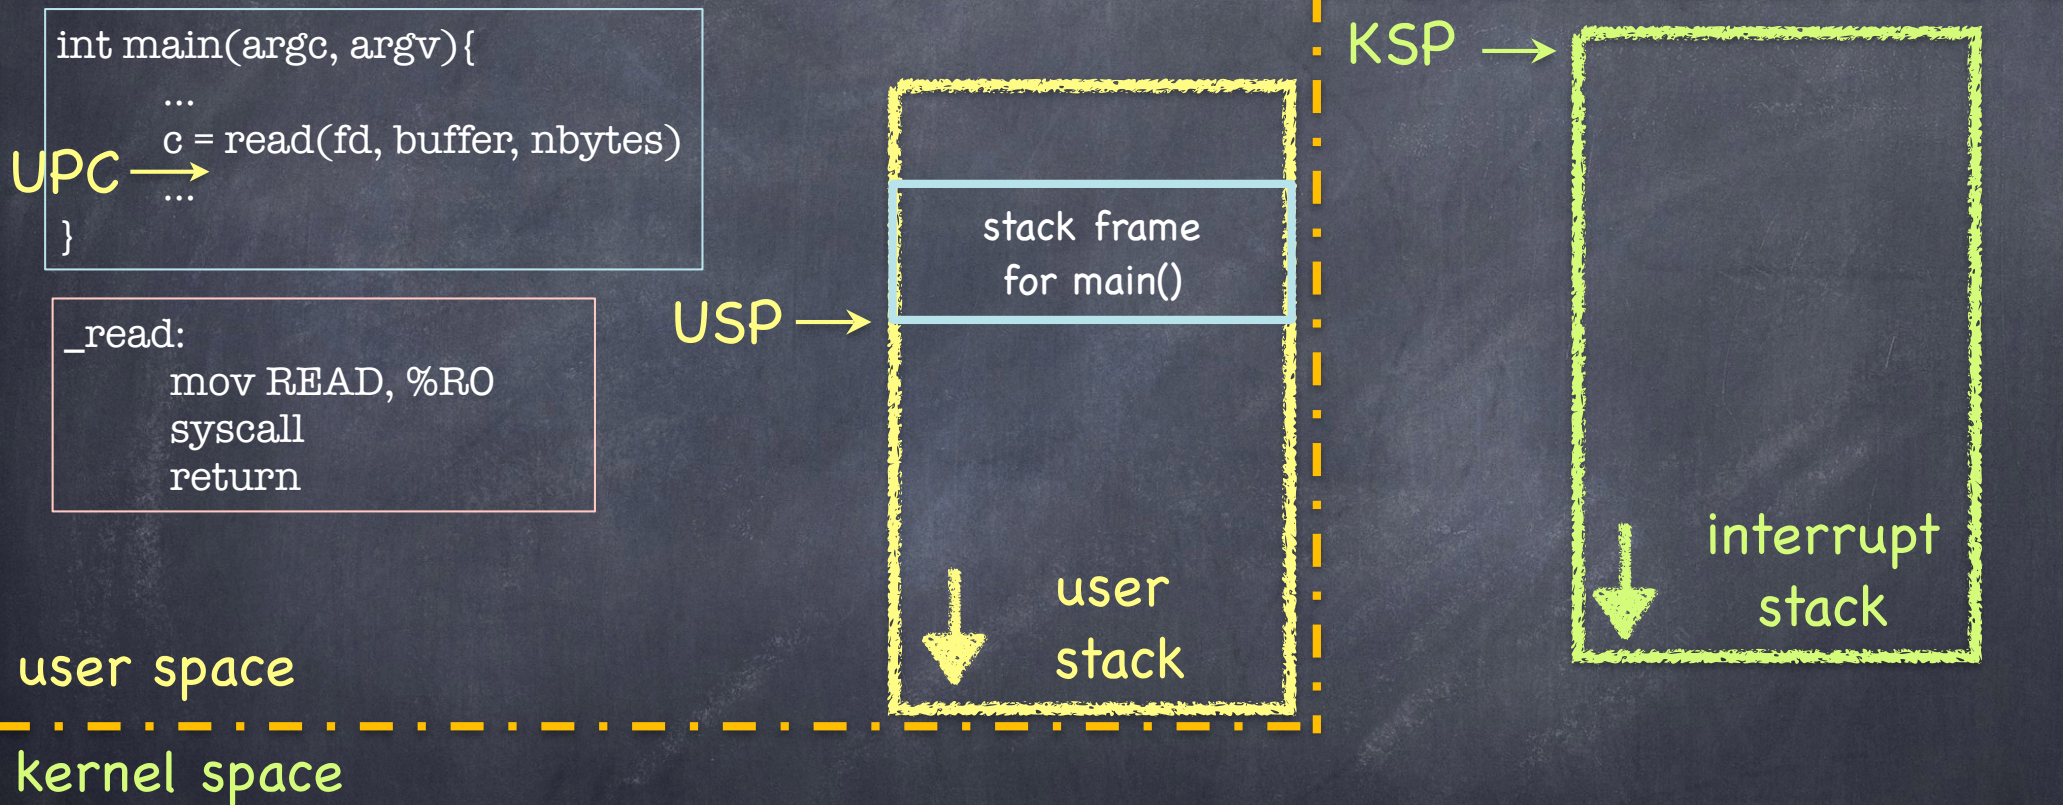 int main(argc, argv){
...
c = read(fd, buffer, nbytes)
UPC
...
}
_read:
mov READ, %R0
syscall
return
user space
kernel space
USP
stack frame
for main()
user
stack
KSP
interrupt
stack